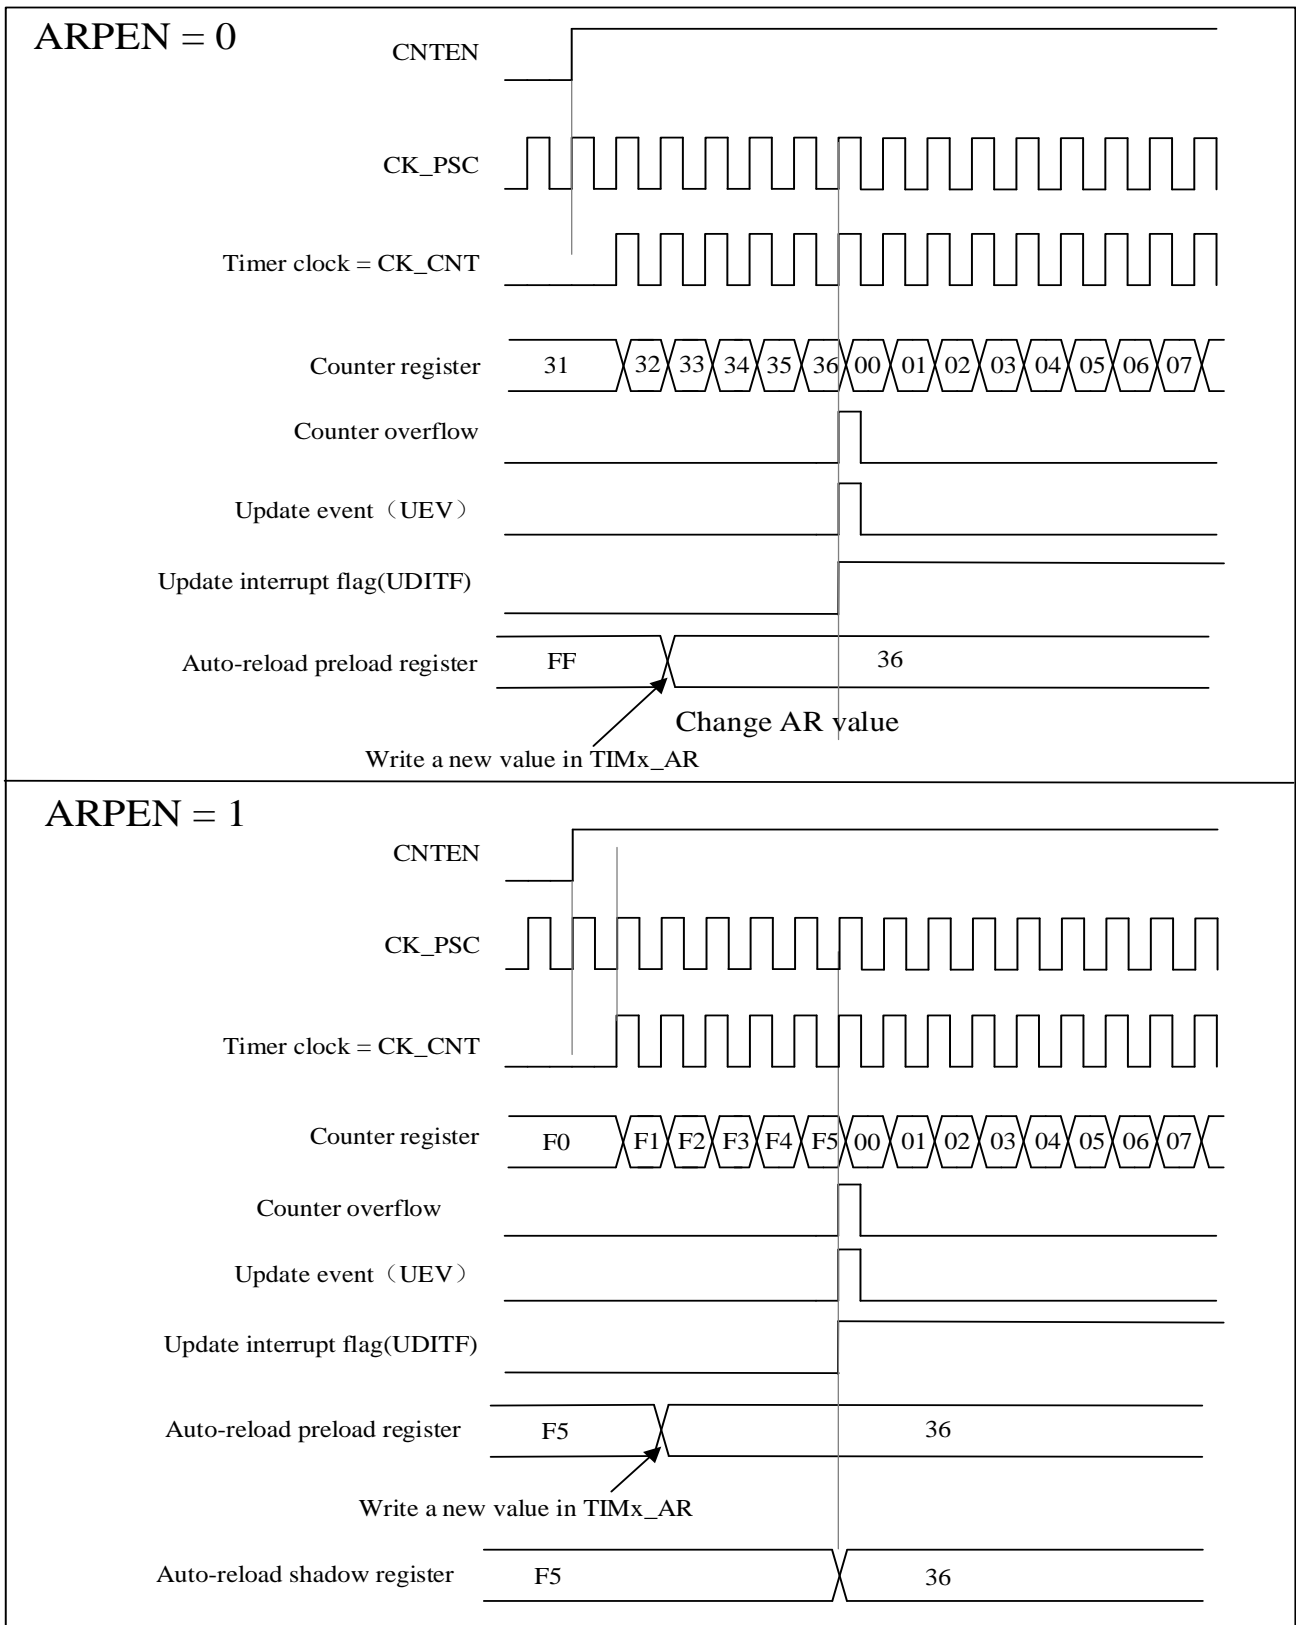 ARPEN = 0
CNTEN
CK_PSC
Timer clock = CK_CNT
Counter register 31 32 33 34 35 36 00 01 02 03 04 05 06 07
Counter overflow
Update event（UEV）
Update interrupt flag(UDITF)
Auto-reload preload register FF 36
Change AR value
Write a new value in TIMx_AR
ARPEN = 1
CNTEN
CK_PSC
Timer clock = CK_CNT
Counter register F0 F1 F2 F3 F4 F5 00 01 02 03 04 05 06 07
Counter overflow
Update event（UEV）
Update interrupt flag(UDITF)
Auto-reload preload register F5 36
Write a new value in TIMx_AR
Auto-reload shadow register F5 36